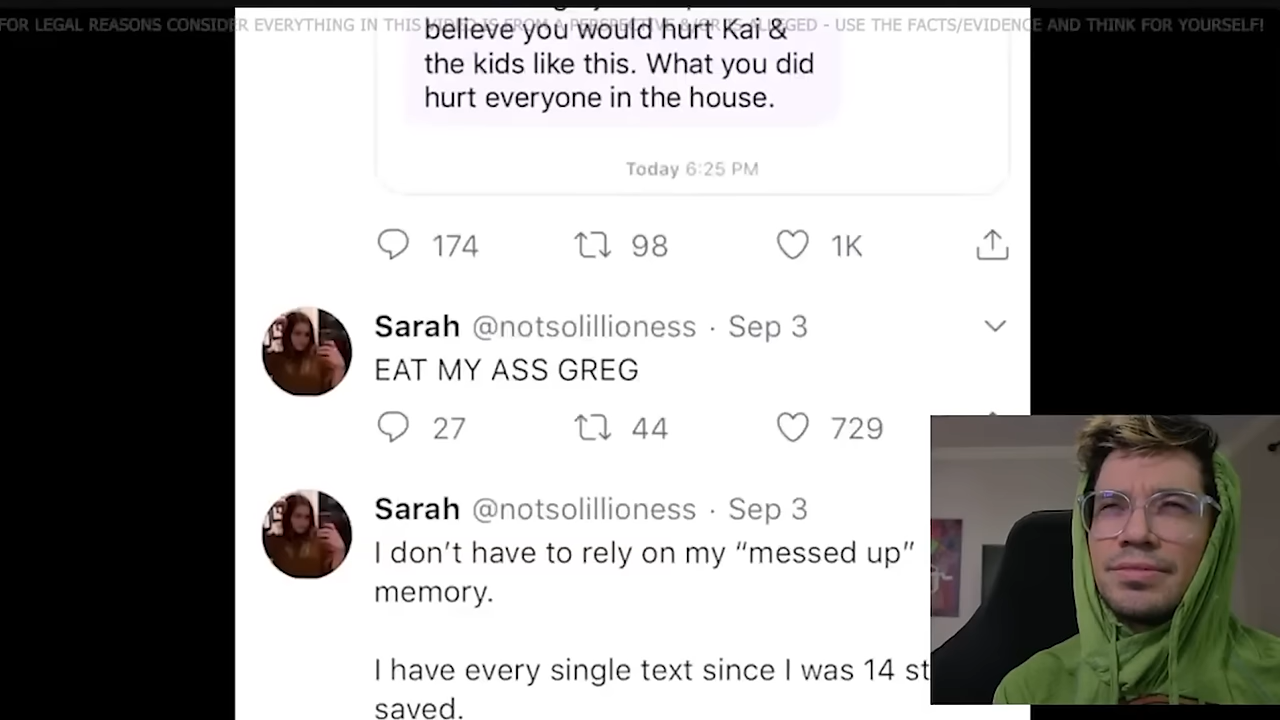 FOR LEGAL REASONS CONSIDER EVERYTHING IN THIS VIDEO IS FROM A PERSPECTIVE &/OR IS ALLEGED - USE THE FACTS/EVIDENCE AND THINK FOR YOURSELF!
believe you would hurt Kai &
the kids like this. What you did
hurt everyone in the house.
Today 6:25 PM
174 98 1K
Sarah @notsolillioness · Sep 3
EAT MY ASS GREG
27 44 729
Sarah @notsolillioness · Sep 3
I don't have to rely on my “messed up”
memory.
I have every single text since I was 14 st
saved.